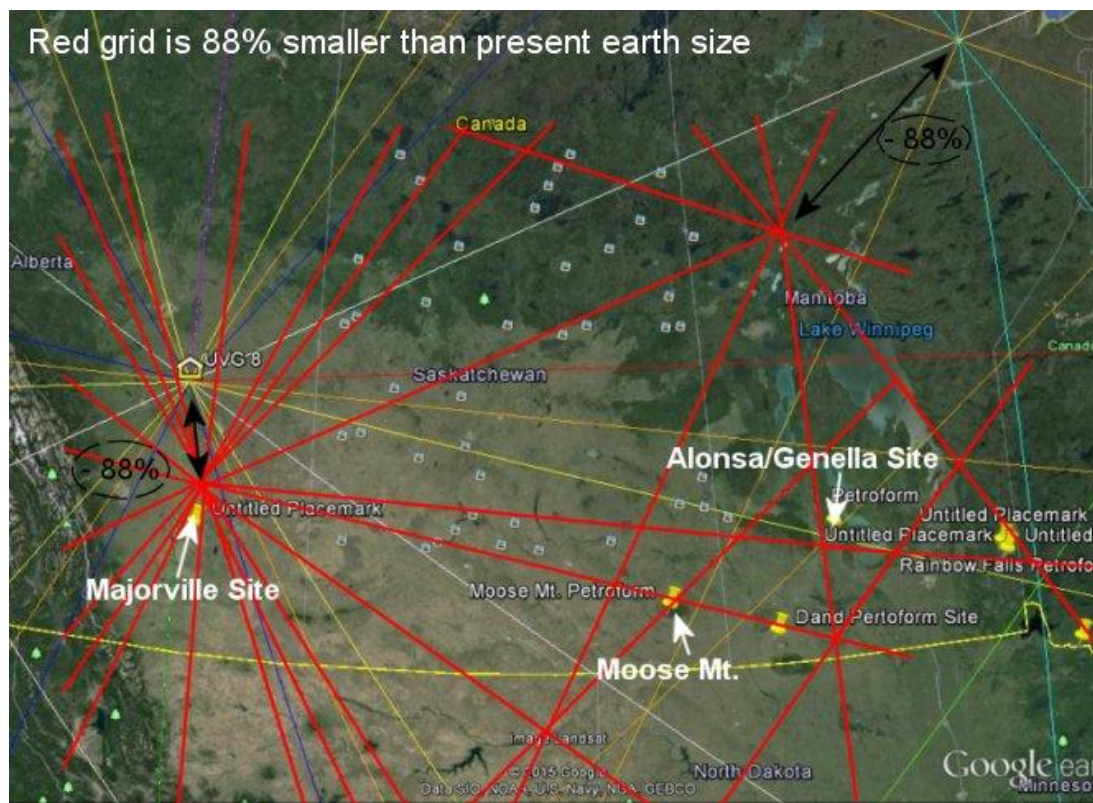 Red grid is 88% smaller than present earth size
Canada
- 88%
Alberta
Manitoba
Lake Winnipeg
Canada
UVG 8
Saskatchewan
- 88%
Alonsa/Genella Site
Petroform
Untitled Placemark
Untitled Placemark
Untitled Placemark
Untitled
Rainbow Falls Petrofo
Majorville Site
Moose Mt. Petroform
Dand Pertoform Site
Moose Mt.
Image Landsat
© 2015 Google
Data SIO, NOAA, U.S. Navy, NGA, GEBCO
North Dakota
Google ear
Minneso